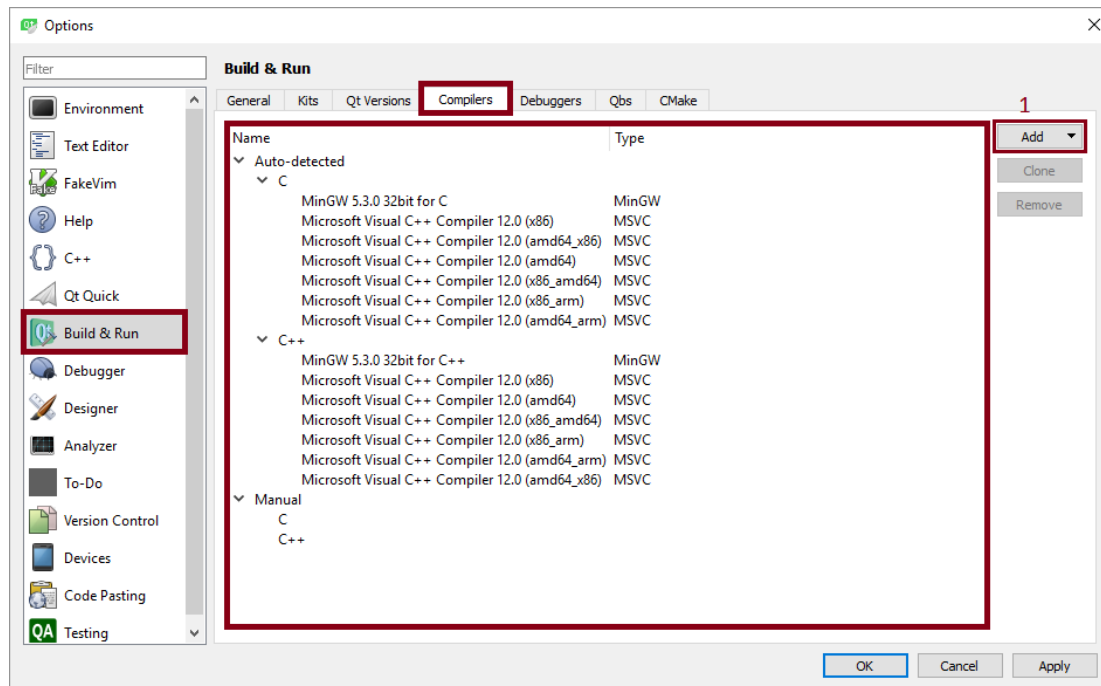 Options
Filter
Environment
Text Editor
FakeVim
Help
C++
Qt Quick
Build & Run
Debugger
Designer
Analyzer
To-Do
Version Control
Devices
Code Pasting
QA Testing
Build & Run
General Kits Qt Versions Compilers Debuggers Qbs CMake
Name Type
Auto-detected
C
MinGW 5.3.0 32bit for C MinGW
Microsoft Visual C++ Compiler 12.0 (x86) MSVC
Microsoft Visual C++ Compiler 12.0 (amd64_x86) MSVC
Microsoft Visual C++ Compiler 12.0 (amd64) MSVC
Microsoft Visual C++ Compiler 12.0 (x86_amd64) MSVC
Microsoft Visual C++ Compiler 12.0 (x86_arm) MSVC
Microsoft Visual C++ Compiler 12.0 (amd64_arm) MSVC
C++
MinGW 5.3.0 32bit for C++ MinGW
Microsoft Visual C++ Compiler 12.0 (x86) MSVC
Microsoft Visual C++ Compiler 12.0 (amd64) MSVC
Microsoft Visual C++ Compiler 12.0 (x86_amd64) MSVC
Microsoft Visual C++ Compiler 12.0 (x86_arm) MSVC
Microsoft Visual C++ Compiler 12.0 (amd64_arm) MSVC
Microsoft Visual C++ Compiler 12.0 (amd64_x86) MSVC
Manual
C
C++
1
Add
Clone
Remove
OK Cancel Apply